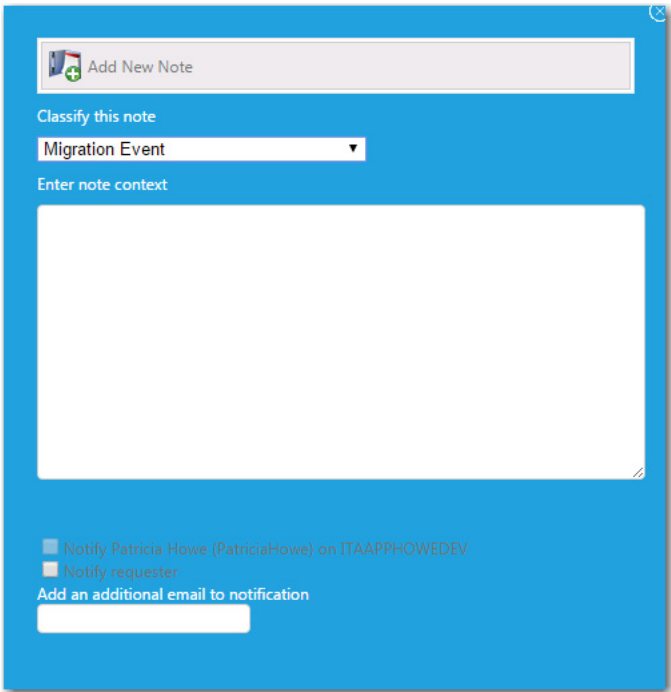 Add New Note
Classify this note
Migration Event
Enter note context
Notify Patricia Howe (PatriciaHowe) on ITAAPPHOWEDEV
Notify requester
Add an additional email to notification